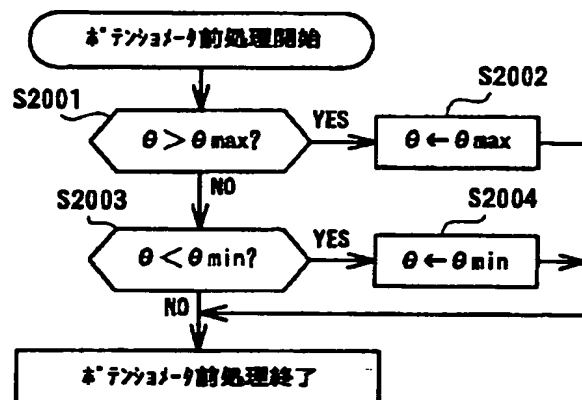 ポテンショメータ前処理開始
S2001
θ>θmax?
YES
S2002
θ←θmax
NO
S2003
θ<θmin?
YES
S2004
θ←θmin
NO
ポテンショメータ前処理終了